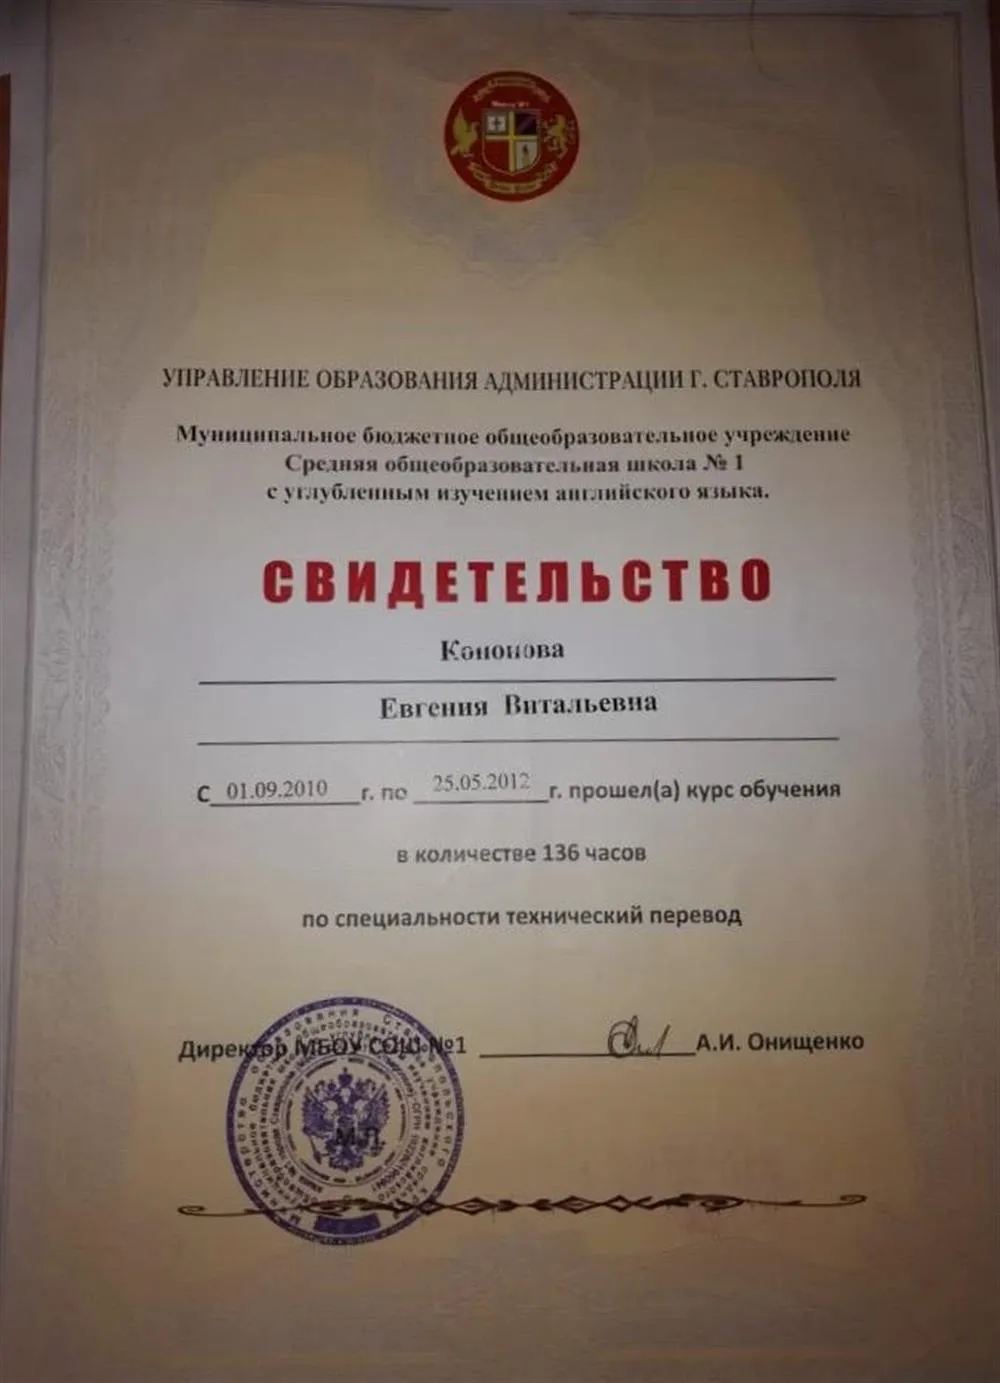 УПРАВЛЕНИЕ ОБРАЗОВАНИЯ АДМИНИСТРАЦИИ Г. СТАВРОПОЛЯ
Муниципальное бюджетное общеобразовательное учреждение
Средняя общеобразовательная школа № 1
с углубленным изучением английского языка.
СВИДЕТЕЛЬСТВО
Кононова
Евгения Витальевна
С 01.09.2010 г. по 25.05.2012 г. прошел(а) курс обучения
в количестве 136 часов
по специальности технический перевод
Директор МБОУ СОШ №1 А.И. Онищенко
М.П.